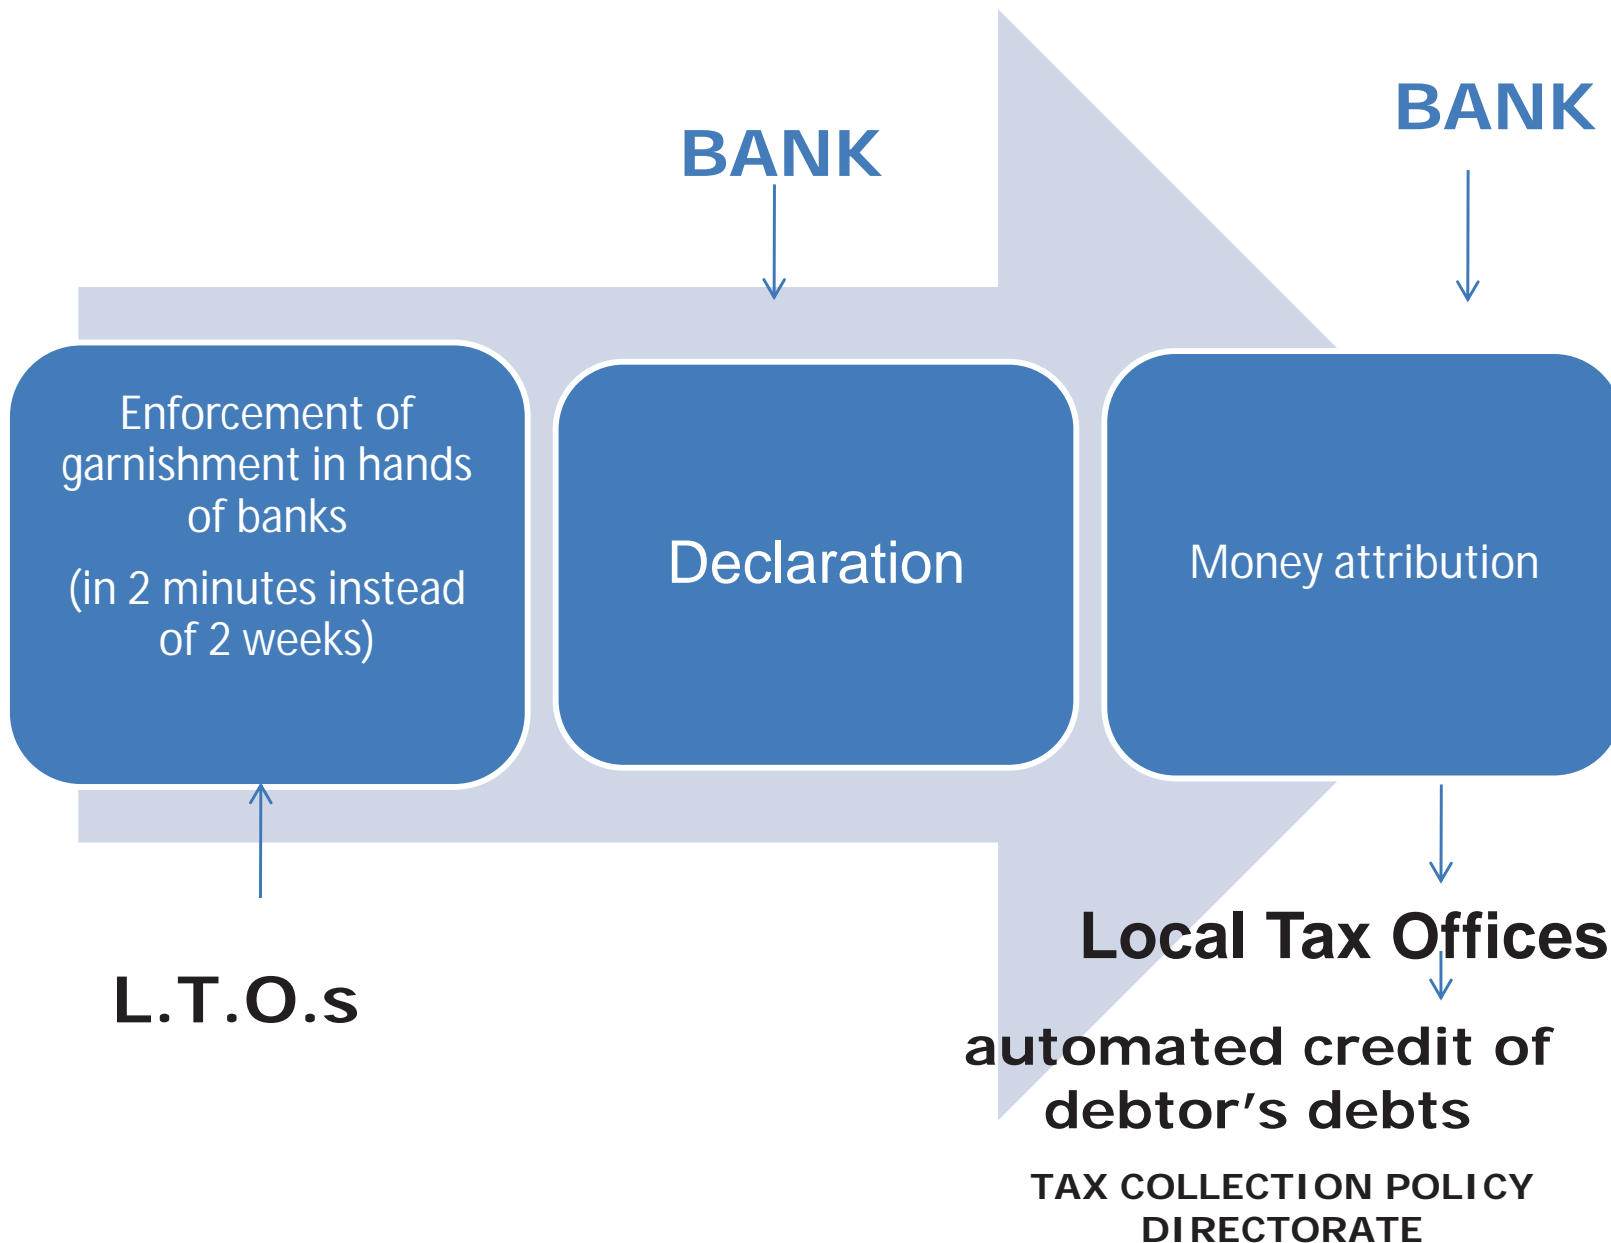 BANK
BANK
Enforcement of
garnishment in hands
of banks
(in 2 minutes instead
of 2 weeks)
Declaration
Money attribution
L.T.O.s
Local Tax Offices
automated credit of
debtor’s debts
TAX COLLECTION POLICY
DIRECTORATE